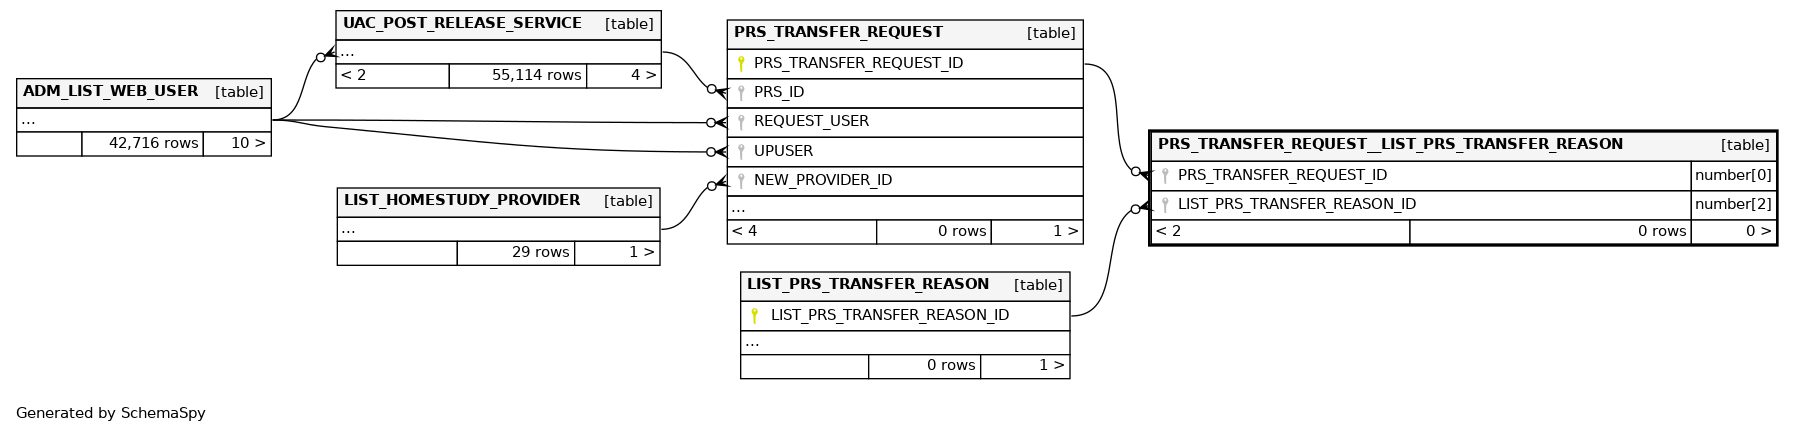 UAC_POST_RELEASE_SERVICE [table]
...
< 2 55,114 rows 4 >
ADM_LIST_WEB_USER [table]
...
42,716 rows 10 >
LIST_HOMESTUDY_PROVIDER [table]
...
29 rows 1 >
PRS_TRANSFER_REQUEST [table]
PRS_TRANSFER_REQUEST_ID
PRS_ID
REQUEST_USER
UPUSER
NEW_PROVIDER_ID
...
< 4 0 rows 1 >
LIST_PRS_TRANSFER_REASON [table]
LIST_PRS_TRANSFER_REASON_ID
...
0 rows 1 >
PRS_TRANSFER_REQUEST__LIST_PRS_TRANSFER_REASON [table]
PRS_TRANSFER_REQUEST_ID number[0]
LIST_PRS_TRANSFER_REASON_ID number[2]
< 2 0 rows 0 >
Generated by SchemaSpy